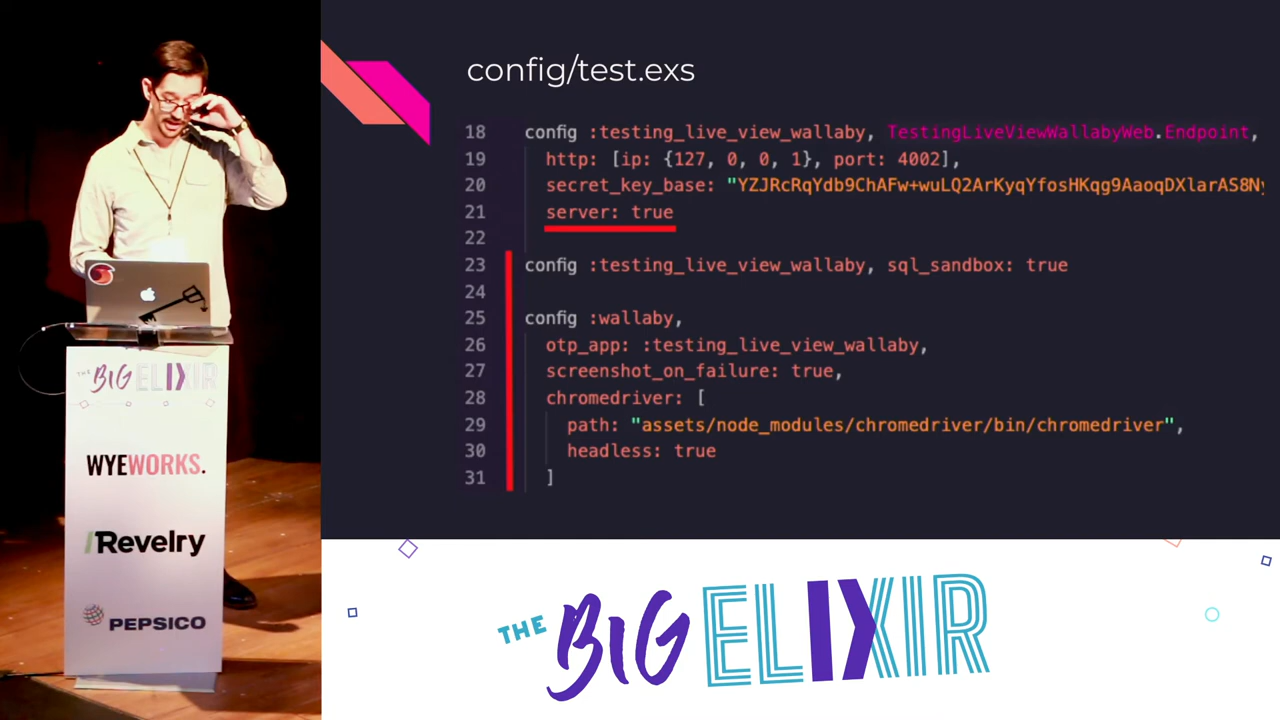 config/test.exs
18 config :testing_live_view_wallaby, TestingLiveViewWallabyWeb.Endpoint,
19 http: [ip: {127, 0, 0, 1}, port: 4002],
20 secret_key_base: "YZJRcRqYdb9ChAFw+wuLQ2ArKyqYfosHKqg9AaoqDXlarAS8Ny
21 server: true
22
23 config :testing_live_view_wallaby, sql_sandbox: true
24
25 config :wallaby,
26 otp_app: :testing_live_view_wallaby,
27 screenshot_on_failure: true,
28 chromedriver: [
29 path: "assets/node_modules/chromedriver/bin/chromedriver",
30 headless: true
31 ]
THE BIG ELIXIR
WYEWORKS.
Revelry
PEPSICO
THE BIG ELIXIR